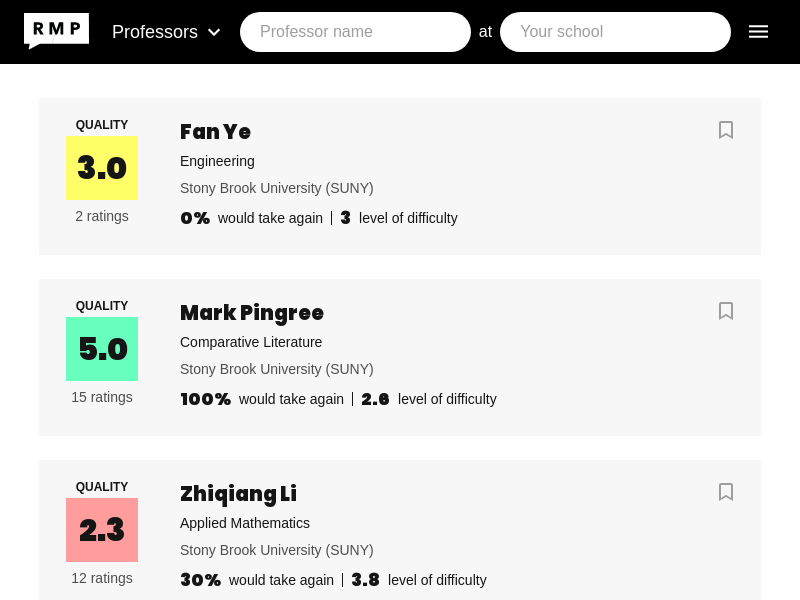 RMP Professors Professor name at Your school
QUALITY
3.0
2 ratings
Fan Ye
Engineering
Stony Brook University (SUNY)
0% would take again | 3 level of difficulty
QUALITY
5.0
15 ratings
Mark Pingree
Comparative Literature
Stony Brook University (SUNY)
100% would take again | 2.6 level of difficulty
QUALITY
2.3
12 ratings
Zhiqiang Li
Applied Mathematics
Stony Brook University (SUNY)
30% would take again | 3.8 level of difficulty